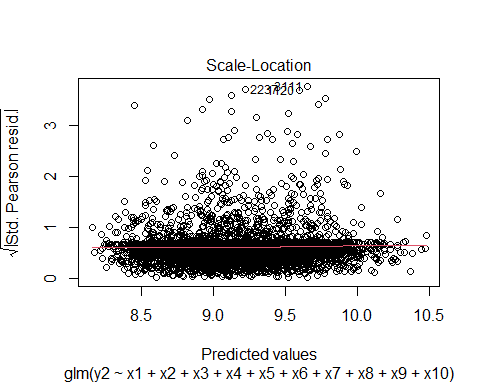 Scale-Location
√|Std. Pearson resid.|
3
2
1
0
8.5 9.0 9.5 10.0 10.5
Predicted values
glm(y2 ~ x1 + x2 + x3 + x4 + x5 + x6 + x7 + x8 + x9 + x10)